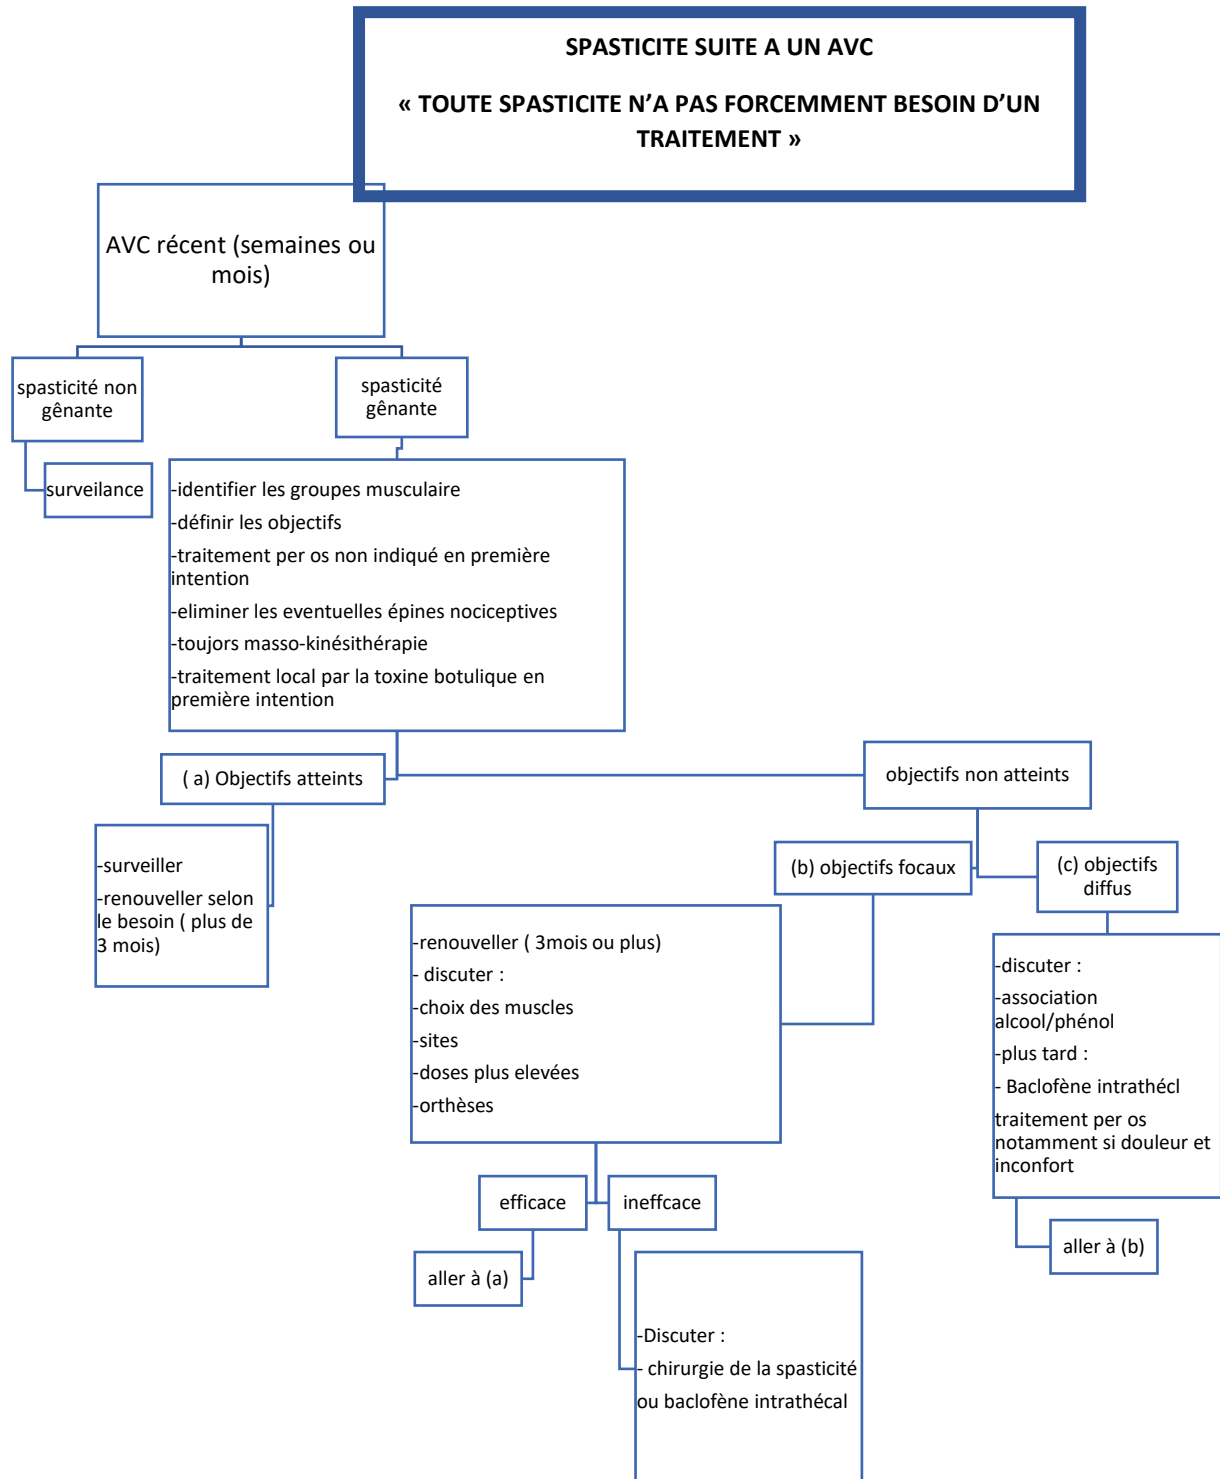 SPASTICITE SUITE A UN AVC
« TOUTE SPASTICITE N'A PAS FORCEMMENT BESOIN D'UN
TRAITEMENT »
AVC récent (semaines ou
mois)
spasticité non
gênante
spasticité
gênante
surveilance
-identifier les groupes musculaire
-définir les objectifs
-traitement per os non indiqué en première
intention
-eliminer les eventuelles épines nociceptives
-toujors masso-kinésithérapie
-traitement local par la toxine botulique en
première intention
( a) Objectifs atteints
objectifs non atteints
-surveiller
-renouveller selon
le besoin ( plus de
3 mois)
(b) objectifs focaux
(c) objectifs
diffus
-renouveller ( 3mois ou plus)
- discuter :
-choix des muscles
-sites
-doses plus elevées
-orthèses
-discuter :
-association
alcool/phénol
-plus tard :
- Baclofène intrathécl
traitement per os
notamment si douleur et
inconfort
efficace
ineffcace
aller à (a)
aller à (b)
-Discuter :
- chirurgie de la spasticité
ou baclofène intrathécal